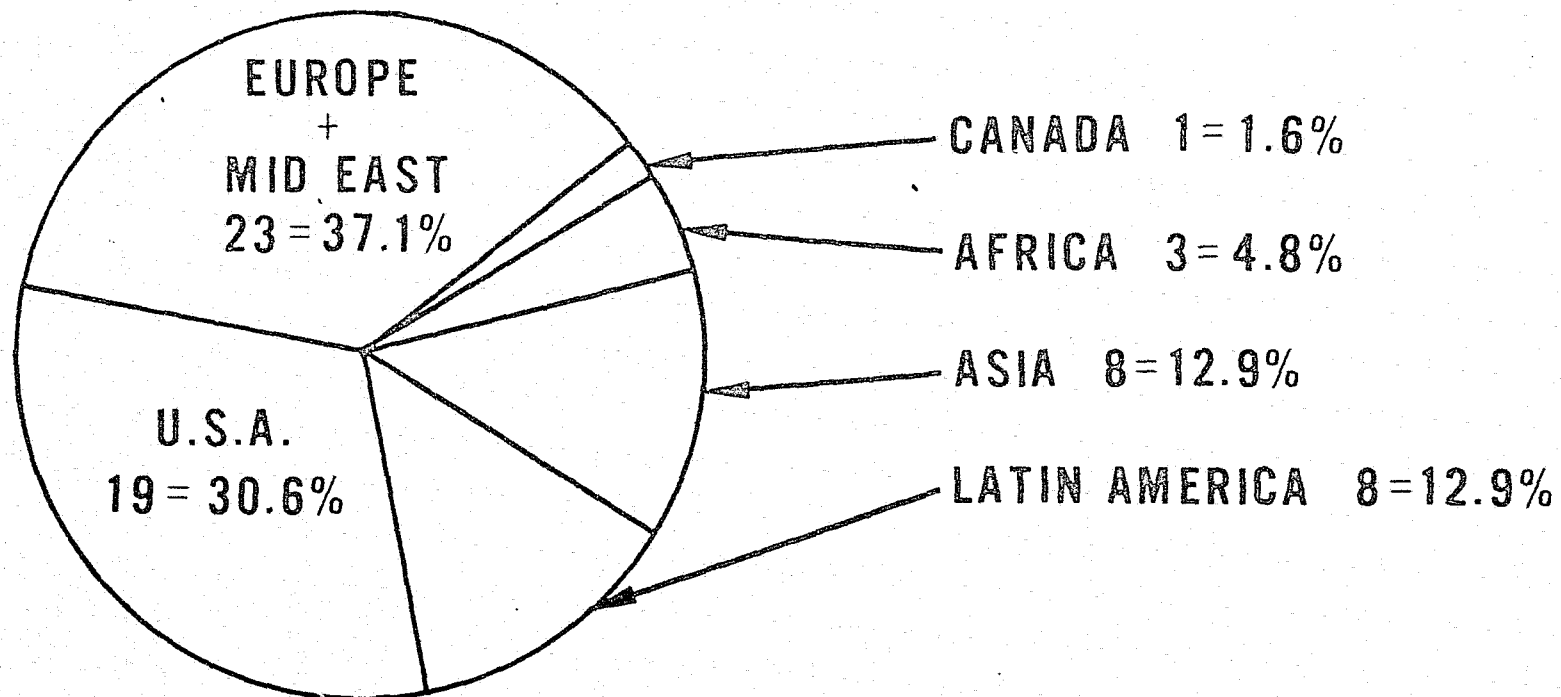 EUROPE
+
MID EAST
23 = 37.1%
U.S.A.
19 = 30.6%
CANADA 1 = 1.6%
AFRICA 3 = 4.8%
ASIA 8 = 12.9%
LATIN AMERICA 8 = 12.9%